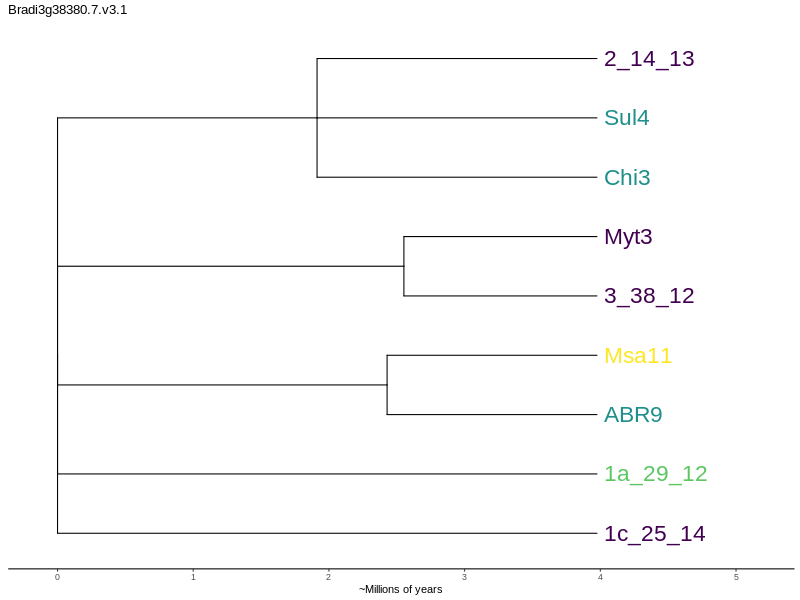 Bradi3g38380.7.v3.1
2_14_13
Sul4
Chi3
Myt3
3_38_12
Msa11
ABR9
1a_29_12
1c_25_14
0 1 2 3 4 5
~Millions of years